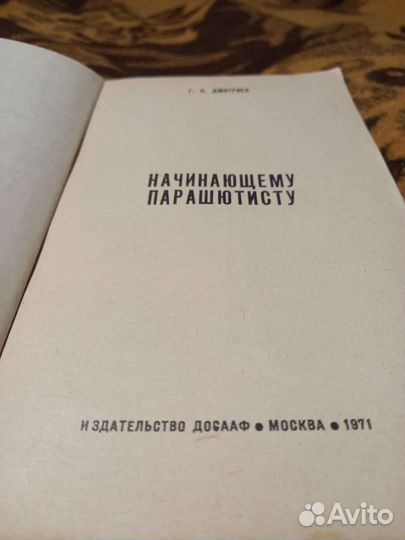 Г. П. ДМИТРИЕВ
НАЧИНАЮЩЕМУ
ПАРАШЮТИСТУ
ИЗДАТЕЛЬСТВО ДОСААФ • МОСКВА • 1971
Avito